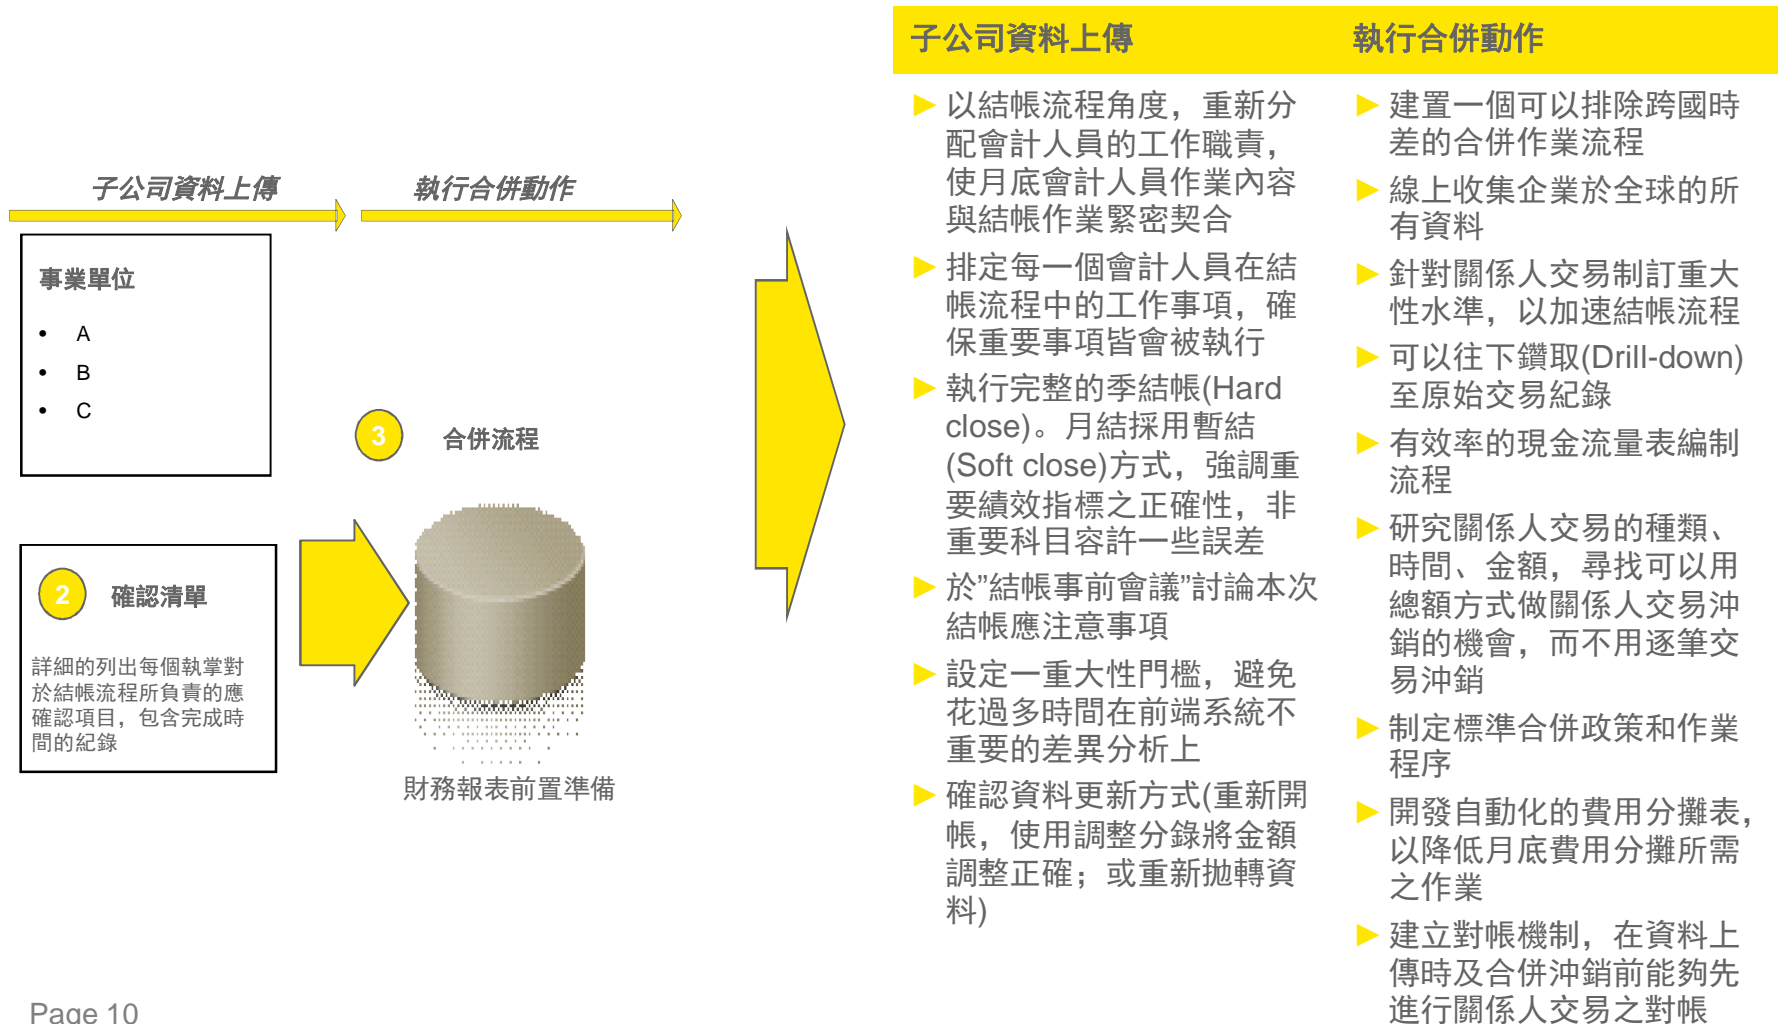 子公司資料上傳
執行合併動作
事業單位
• A
• B
• C
3
合併流程
2
確認清單
詳細的列出每個執掌對
於結帳流程所負責的應
確認項目，包含完成時
間的紀錄
財務報表前置準備
子公司資料上傳
► 以結帳流程角度，重新分
配會計人員的工作職責，
使月底會計人員作業內容
與結帳作業緊密契合
► 排定每一個會計人員在結
帳流程中的工作事項，確
保重要事項皆會被執行
► 執行完整的季結帳(Hard
close)。月結採用暫結
(Soft close)方式，強調重
要績效指標之正確性，非
重要科目容許一些誤差
► 於”結帳事前會議”討論本次
結帳應注意事項
► 設定一重大性門檻，避免
花過多時間在前端系統不
重要的差異分析上
► 確認資料更新方式(重新開
帳，使用調整分錄將金額
調整正確；或重新拋轉資
料)
執行合併動作
► 建置一個可以排除跨國時
差的合併作業流程
► 線上收集企業於全球的所
有資料
► 針對關係人交易制訂重大
性水準，以加速結帳流程
► 可以往下鑽取(Drill-down)
至原始交易紀錄
► 有效率的現金流量表編制
流程
► 研究關係人交易的種類、
時間、金額，尋找可以用
總額方式做關係人交易沖
銷的機會，而不用逐筆交
易沖銷
► 制定標準合併政策和作業
程序
► 開發自動化的費用分攤表，
以降低月底費用分攤所需
之作業
► 建立對帳機制，在資料上
傳時及合併沖銷前能夠先
進行關係人交易之對帳
Page 10